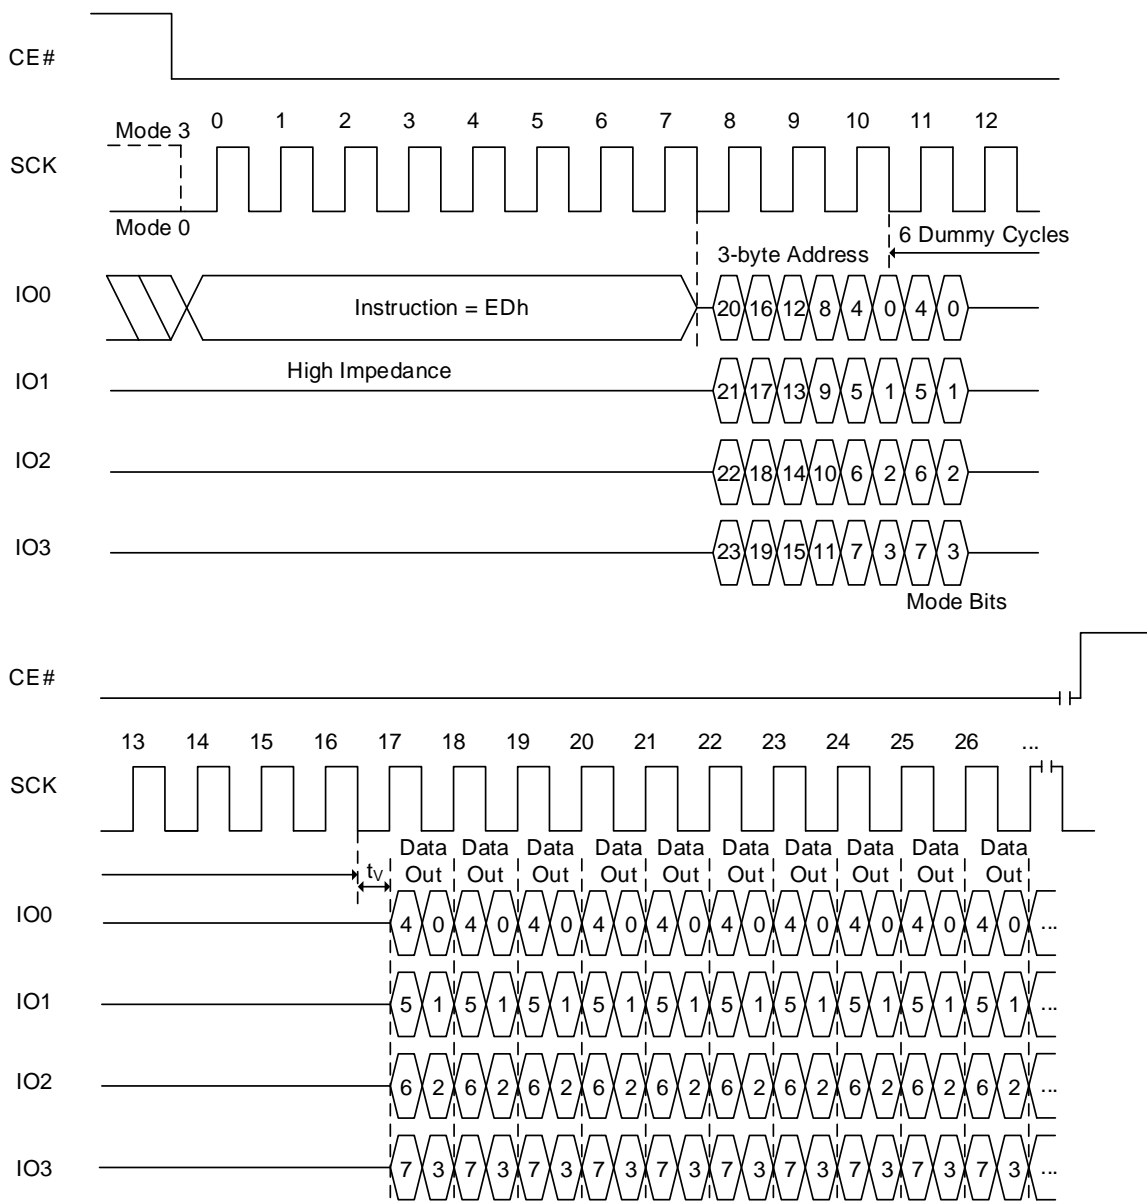 CE#
Mode 3
0 1 2 3 4 5 6 7 8 9 10 11 12
SCK
Mode 0
6 Dummy Cycles
3-byte Address
IO0
Instruction = EDh
20 16 12 8 4 0 4 0
IO1
High Impedance
21 17 13 9 5 1 5 1
IO2
22 18 14 10 6 2 6 2
IO3
23 19 15 11 7 3 7 3
Mode Bits
CE#
13 14 15 16 17 18 19 20 21 22 23 24 25 26 ...
SCK
Data Data Data Data Data Data Data Data Data Data
tV Out Out Out Out Out Out Out Out Out Out
IO0
4 0 4 0 4 0 4 0 4 0 4 0 4 0 4 0 4 0 4 0 ...
IO1
5 1 5 1 5 1 5 1 5 1 5 1 5 1 5 1 5 1 5 1 ...
IO2
6 2 6 2 6 2 6 2 6 2 6 2 6 2 6 2 6 2 6 2 ...
IO3
7 3 7 3 7 3 7 3 7 3 7 3 7 3 7 3 7 3 7 3 ...